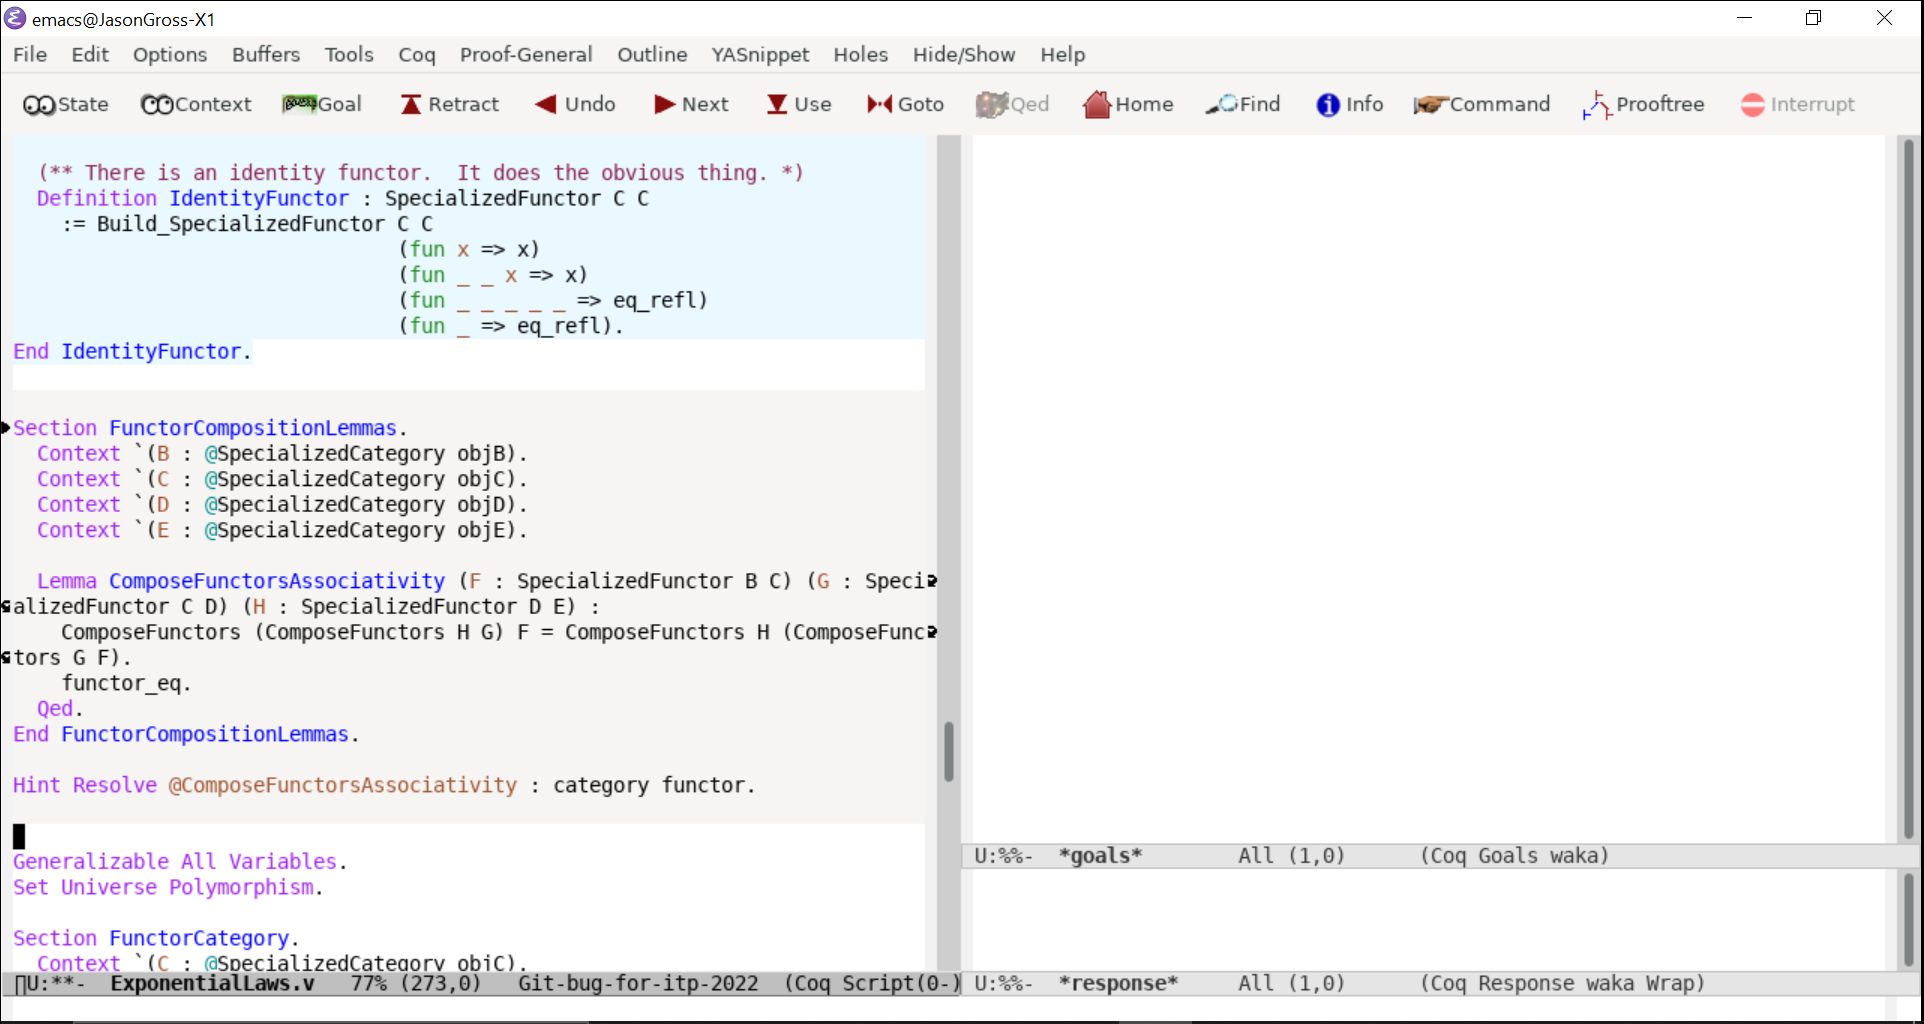 emacs@JasonGross-X1
File Edit Options Buffers Tools Coq Proof-General Outline YASnippet Holes Hide/Show Help
State Context Goal Retract Undo Next Use Goto Qed Home Find Info Command Prooftree Interrupt
(** There is an identity functor.  It does the obvious thing. *)
Definition IdentityFunctor : SpecializedFunctor C C
:= Build_SpecializedFunctor C C
(fun x => x)
(fun _ _ x => x)
(fun _ _ _ _ _ => eq_refl)
(fun _ => eq_refl).
End IdentityFunctor.
Section FunctorCompositionLemmas.
Context `(B : @SpecializedCategory objB).
Context `(C : @SpecializedCategory objC).
Context `(D : @SpecializedCategory objD).
Context `(E : @SpecializedCategory objE).
Lemma ComposeFunctorsAssociativity (F : SpecializedFunctor B C) (G : Speci
alizedFunctor C D) (H : SpecializedFunctor D E) :
ComposeFunctors (ComposeFunctors H G) F = ComposeFunctors H (ComposeFunc
tors G F).
functor_eq.
Qed.
End FunctorCompositionLemmas.
Hint Resolve @ComposeFunctorsAssociativity : category functor.
Generalizable All Variables.
Set Universe Polymorphism.
Section FunctorCategory.
Context `(C : @SpecializedCategory objC).
U:**-  ExponentialLaws.v   77% (273,0)   Git-bug-for-itp-2022  (Coq Script(0-)
U:%%-  *goals*        All (1,0)      (Coq Goals waka)
U:%%-  *response*     All (1,0)      (Coq Response waka Wrap)